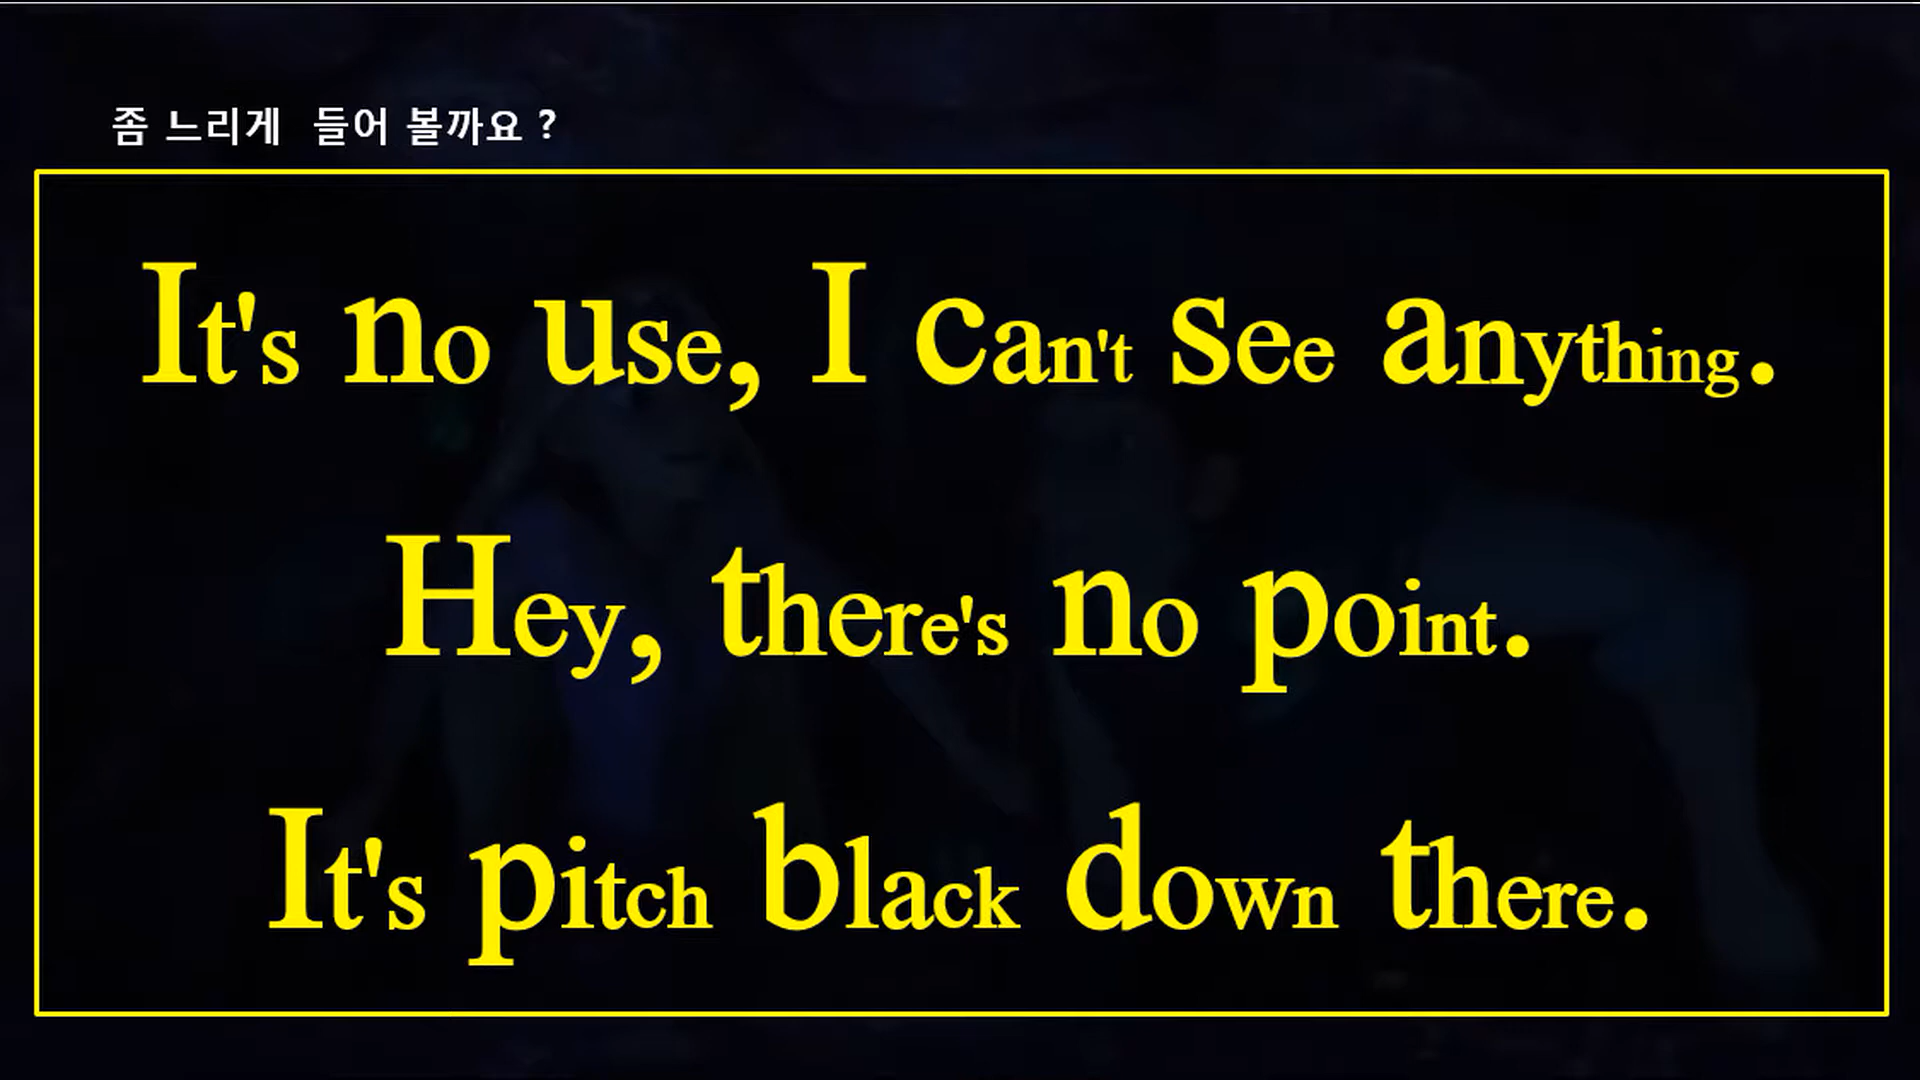 좀 느리게 들어 볼까요 ?
It's no use, I can't see anything.
Hey, there's no point.
It's pitch black down there.